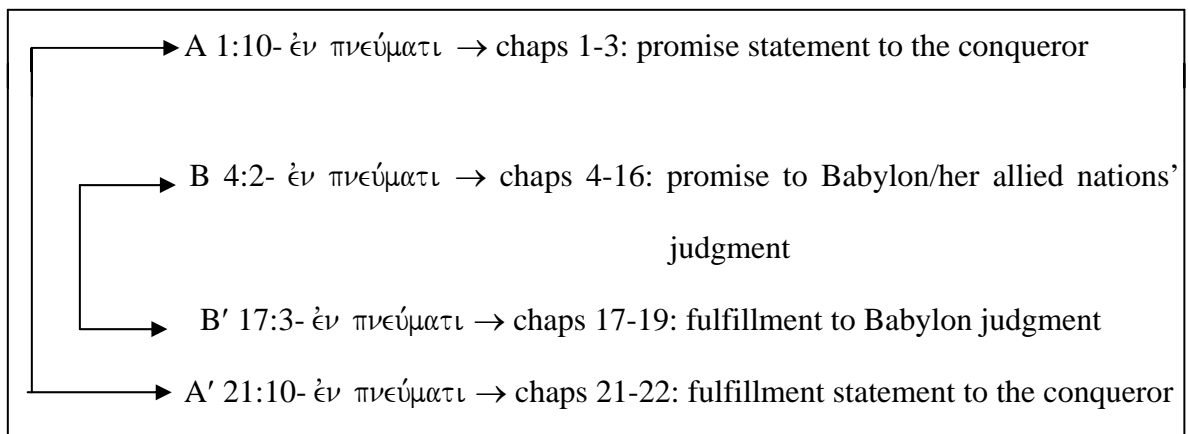 A 1:10- ἐν πνεύματι → chaps 1-3: promise statement to the conqueror
B 4:2- ἐν πνεύματι → chaps 4-16: promise to Babylon/her allied nations’
judgment
B′ 17:3- ἐν πνεύματι → chaps 17-19: fulfillment to Babylon judgment
A′ 21:10- ἐν πνεύματι → chaps 21-22: fulfillment statement to the conqueror